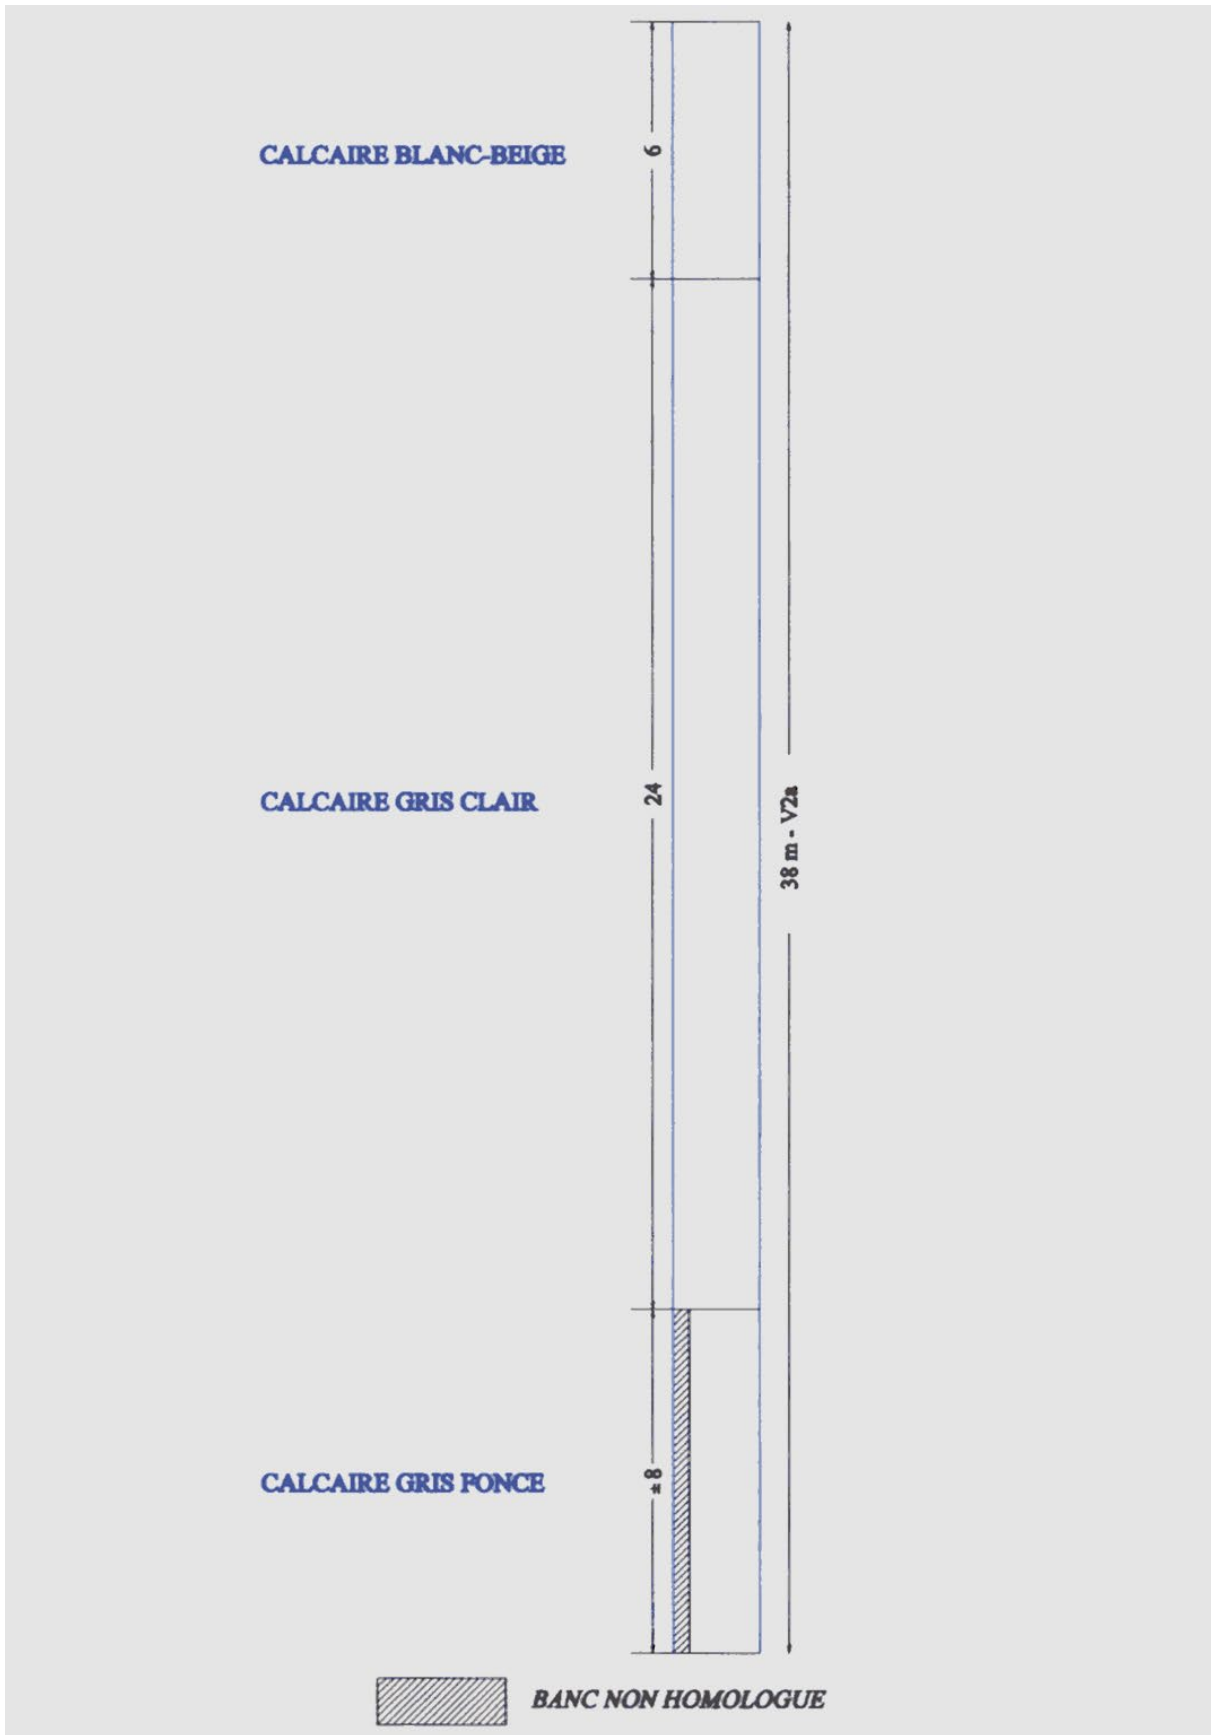 CALCAIRE BLANC-BEIGE
6
CALCAIRE GRIS CLAIR
24
38 m - V2a
CALCAIRE GRIS FONCE
±8
BANC NON HOMOLOGUE